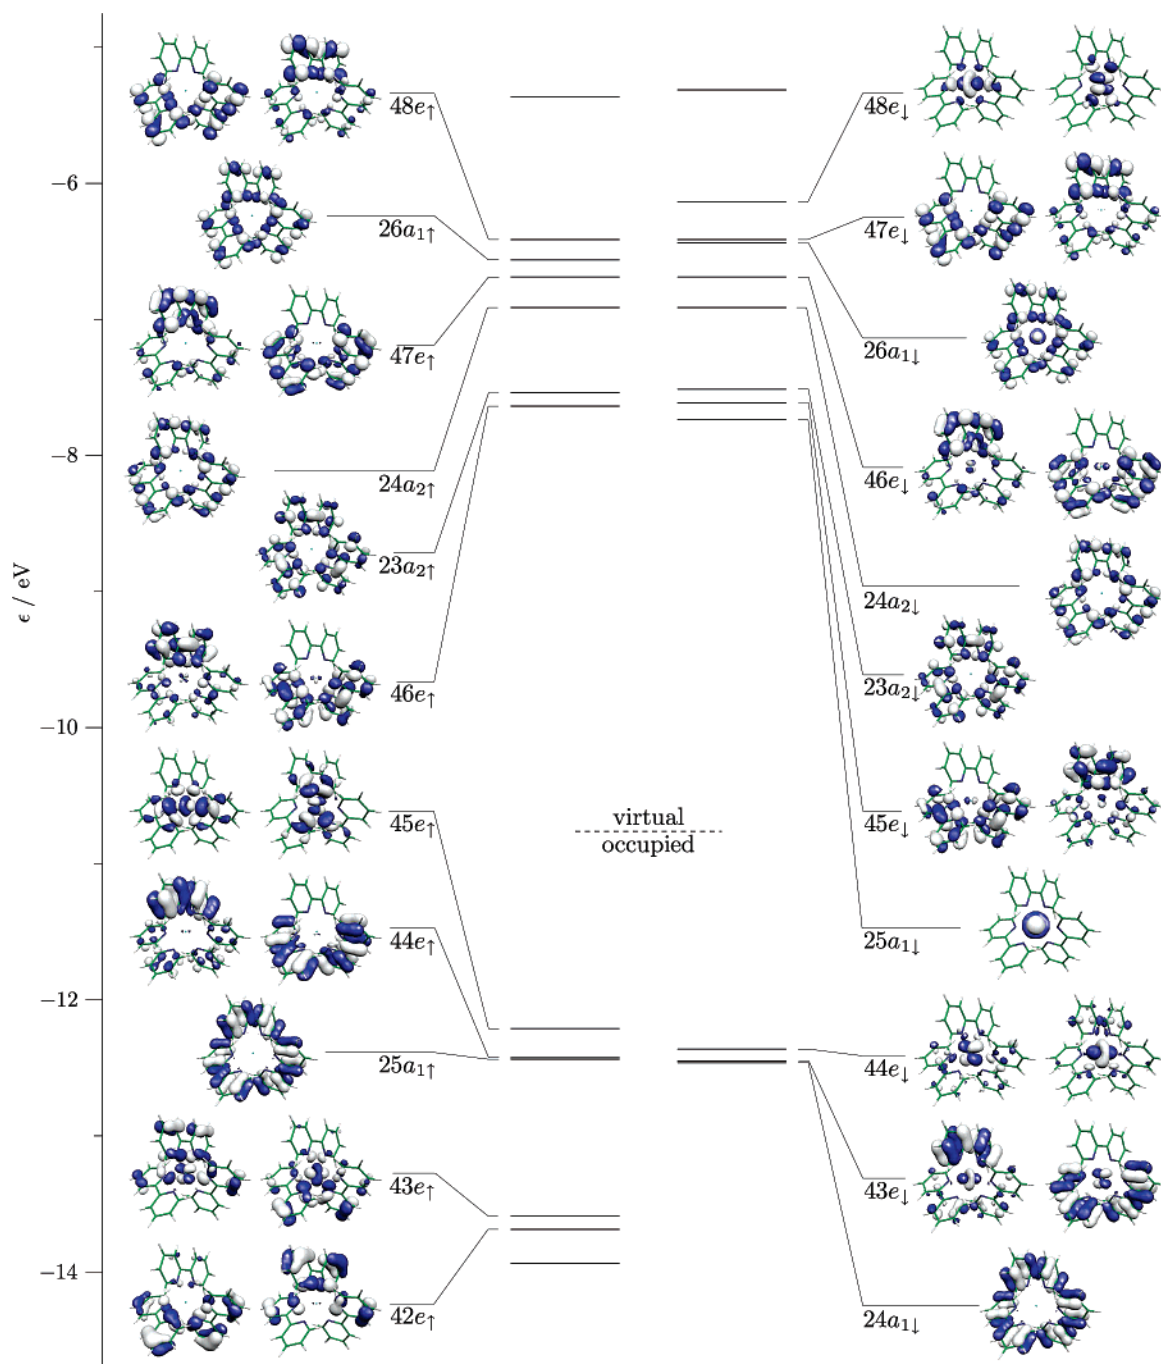 48e↑
48e↓
−6
26a₁↑
47e↓
47e↑
26a₁↓
−8
24a₂↑
46e↓
23a₂↑
24a₂↓
ϵ / eV
46e↑
23a₂↓
−10
45e↑
virtual
occupied
45e↓
44e↑
25a₁↓
−12
25a₁↑
44e↓
43e↑
43e↓
−14
42e↑
24a₁↓